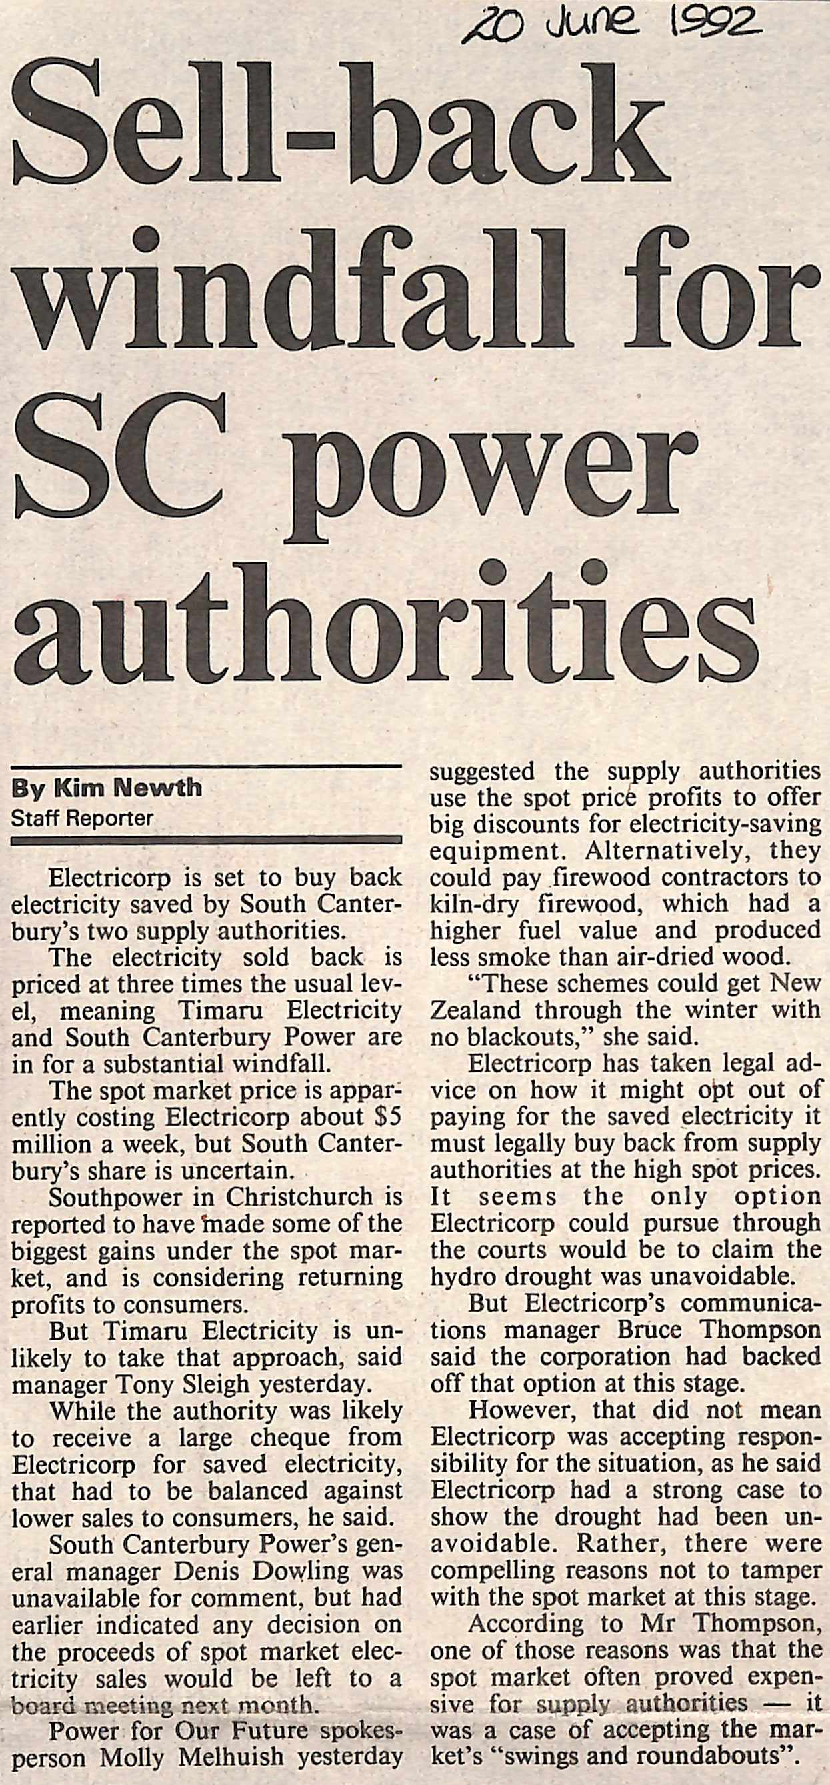 20 June 1992
Sell-back
windfall for
SC power
authorities
By Kim Newth
Staff Reporter
Electricorp is set to buy back
electricity saved by South Canter-
bury's two supply authorities.
The electricity sold back is
priced at three times the usual lev-
el, meaning Timaru Electricity
and South Canterbury Power are
in for a substantial windfall.
The spot market price is appar-
ently costing Electricorp about $5
million a week, but South Canter-
bury's share is uncertain.
Southpower in Christchurch is
reported to have made some of the
biggest gains under the spot mar-
ket, and is considering returning
profits to consumers.
But Timaru Electricity is un-
likely to take that approach, said
manager Tony Sleigh yesterday.
While the authority was likely
to receive a large cheque from
Electricorp for saved electricity,
that had to be balanced against
lower sales to consumers, he said.
South Canterbury Power's gen-
eral manager Denis Dowling was
unavailable for comment, but had
earlier indicated any decision on
the proceeds of spot market elec-
tricity sales would be left to a
board meeting next month.
Power for Our Future spokes-
person Molly Melhuish yesterday
suggested the supply authorities
use the spot price profits to offer
big discounts for electricity-saving
equipment. Alternatively, they
could pay firewood contractors to
kiln-dry firewood, which had a
higher fuel value and produced
less smoke than air-dried wood.
"These schemes could get New
Zealand through the winter with
no blackouts," she said.
Electricorp has taken legal ad-
vice on how it might opt out of
paying for the saved electricity it
must legally buy back from supply
authorities at the high spot prices.
It seems the only option
Electricorp could pursue through
the courts would be to claim the
hydro drought was unavoidable.
But Electricorp's communica-
tions manager Bruce Thompson
said the corporation had backed
off that option at this stage.
However, that did not mean
Electricorp was accepting respon-
sibility for the situation, as he said
Electricorp had a strong case to
show the drought had been un-
avoidable. Rather, there were
compelling reasons not to tamper
with the spot market at this stage.
According to Mr Thompson,
one of those reasons was that the
spot market often proved expen-
sive for supply authorities — it
was a case of accepting the mar-
ket's "swings and roundabouts".